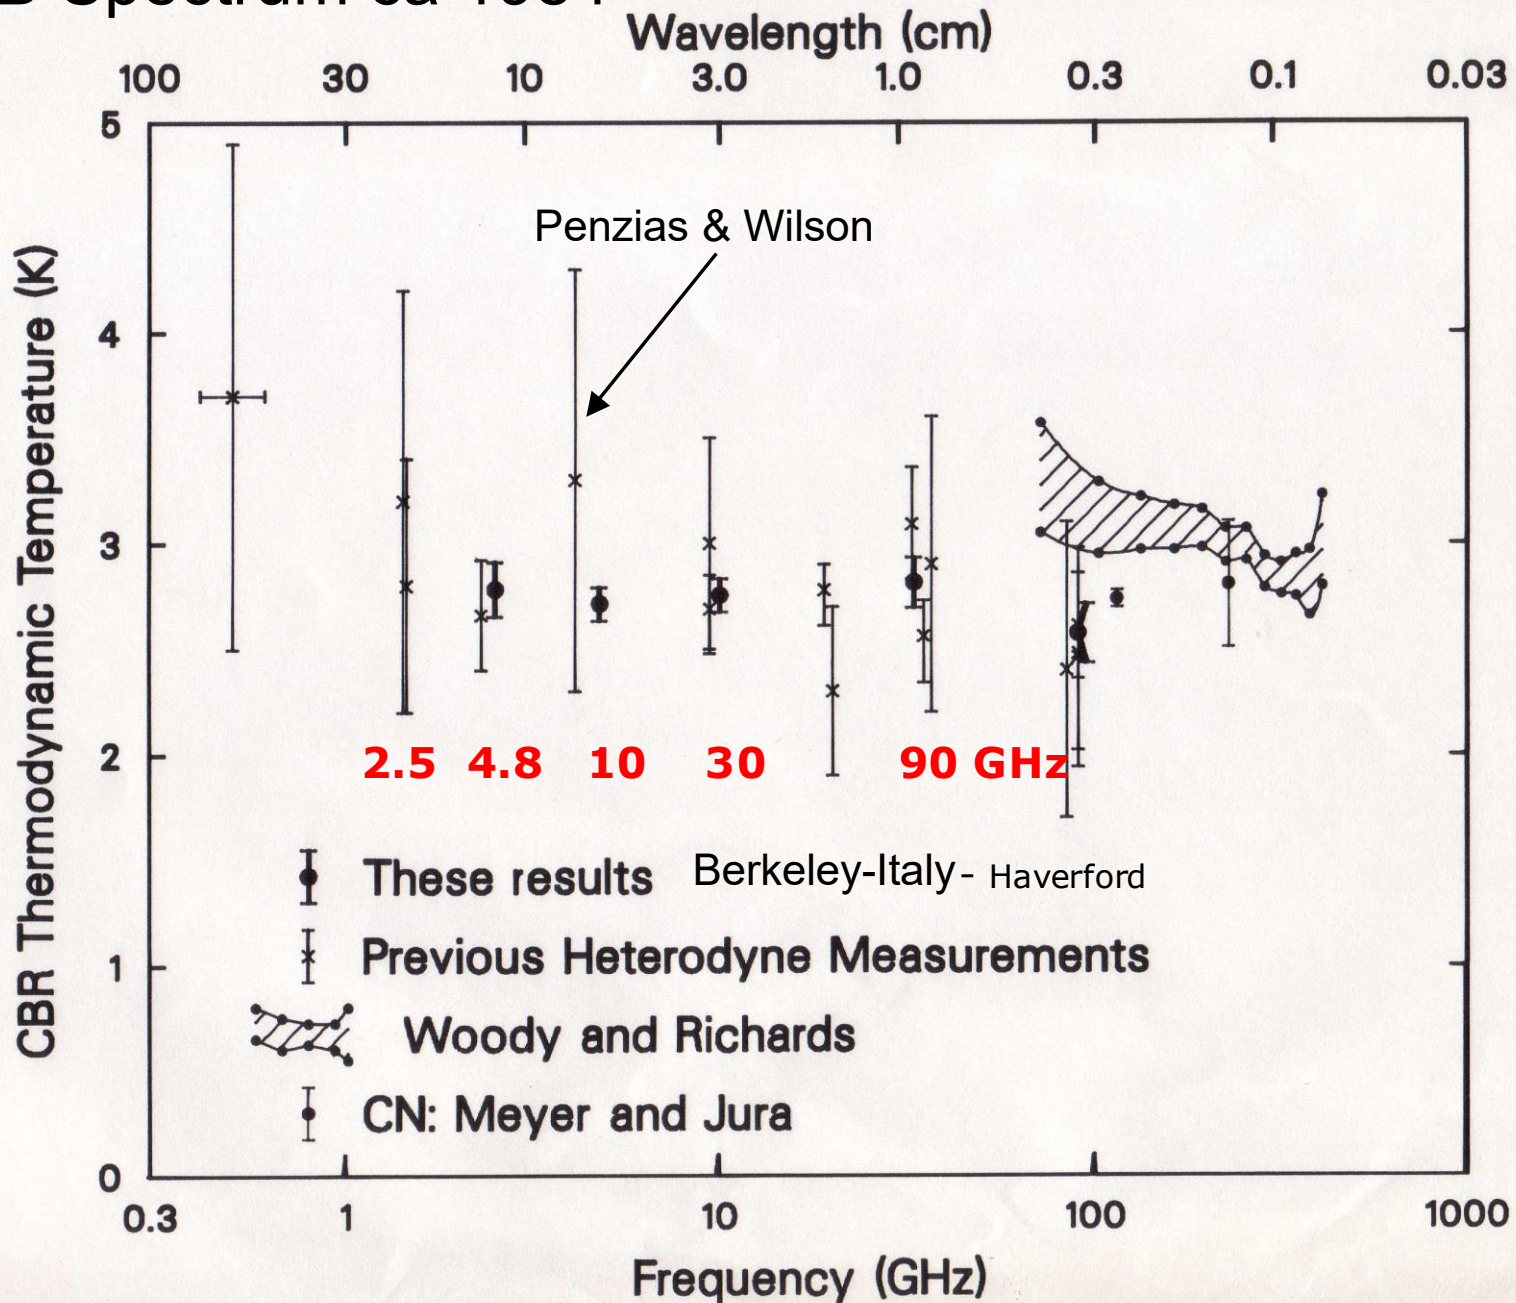 Wavelength (cm)
100 30 10 3.0 1.0 0.3 0.1 0.03
5
Penzias & Wilson
4
CBR Thermodynamic Temperature (K)
3
2
2.5 4.8 10 30 90 GHz
These results Berkeley-Italy - Haverford
Previous Heterodyne Measurements
1
Woody and Richards
CN: Meyer and Jura
0
0.3 1 10 100 1000
Frequency (GHz)